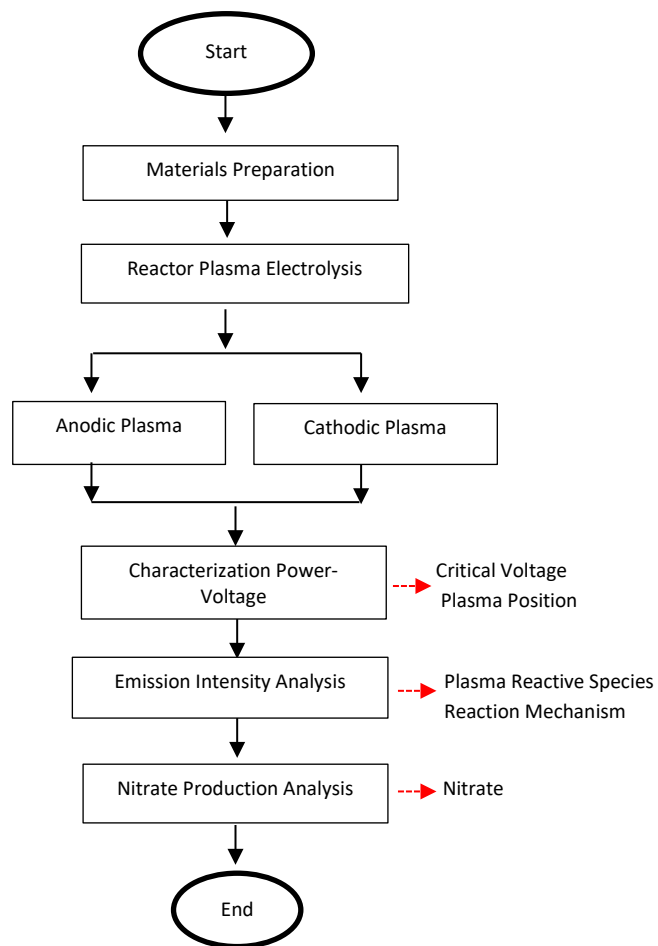 Start
Materials Preparation
Reactor Plasma Electrolysis
Anodic Plasma
Cathodic Plasma
Characterization Power-
Voltage
Critical Voltage
Plasma Position
Emission Intensity Analysis
Plasma Reactive Species
Reaction Mechanism
Nitrate Production Analysis
Nitrate
End